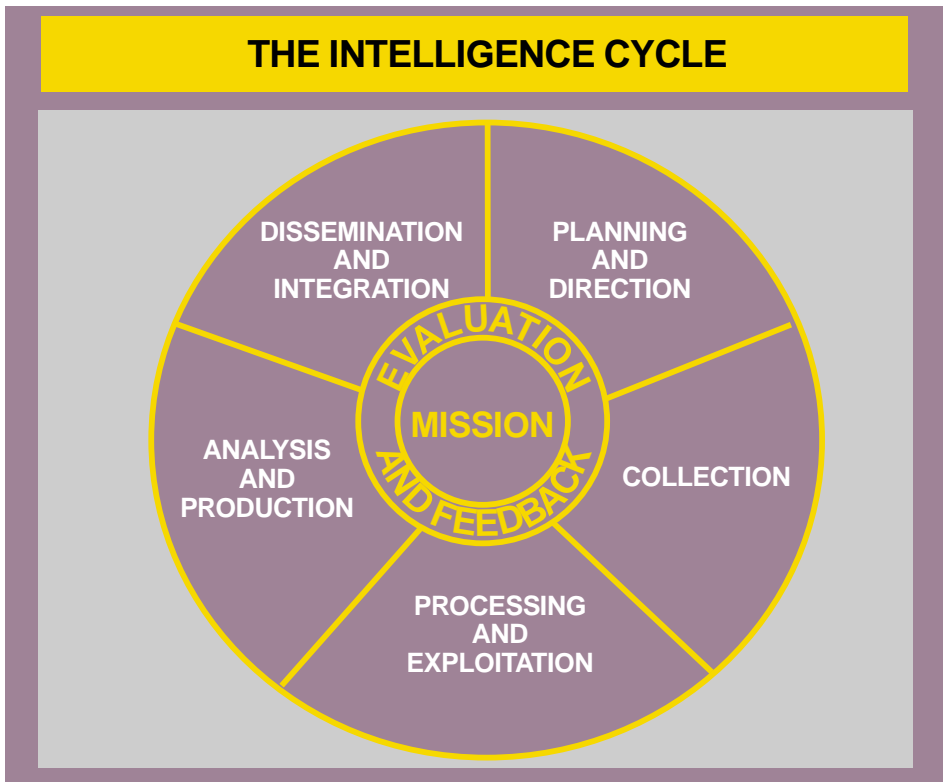 THE INTELLIGENCE CYCLE
DISSEMINATION
AND
INTEGRATION
PLANNING
AND
DIRECTION
EVALUATION
MISSION
AND FEEDBACK
ANALYSIS
AND
PRODUCTION
COLLECTION
PROCESSING
AND
EXPLOITATION